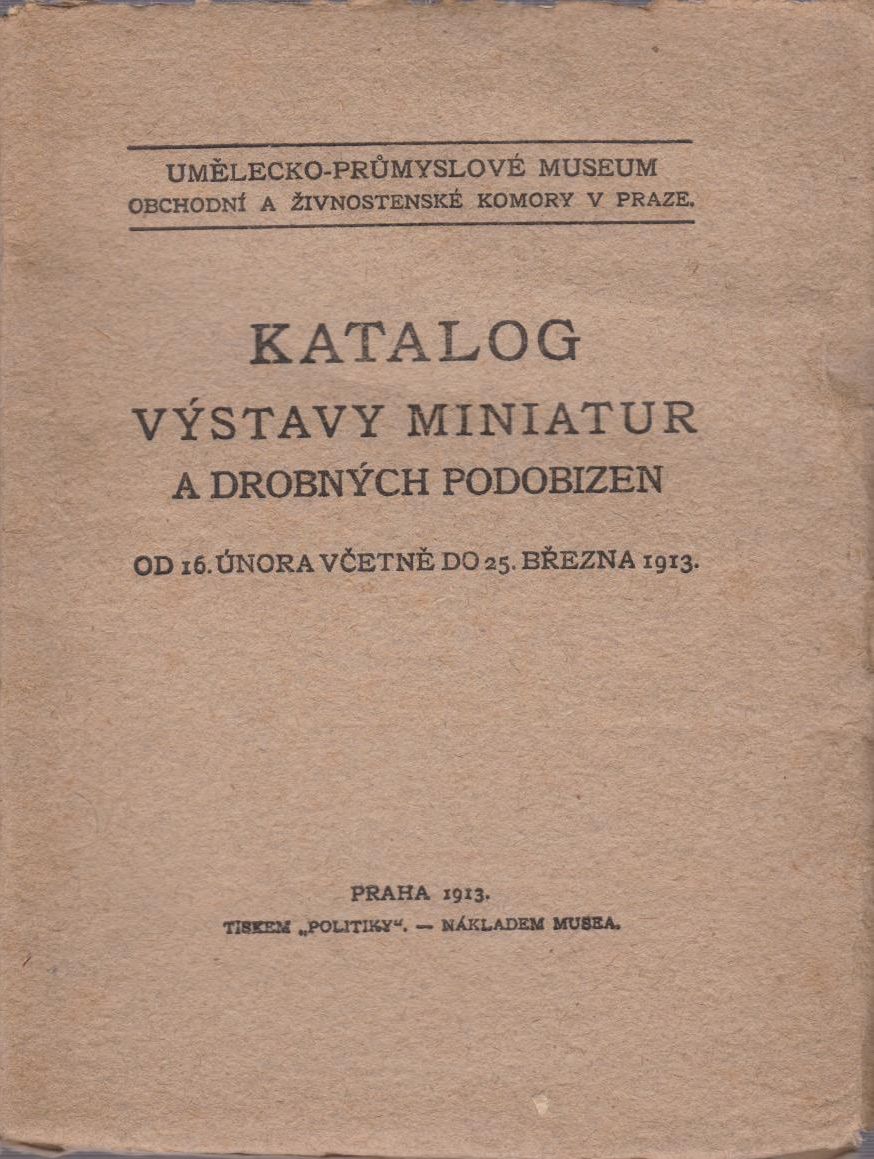 UMĚLECKO-PRŮMYSLOVÉ MUSEUM
OBCHODNÍ A ŽIVNOSTENSKÉ KOMORY V PRAZE.
KATALOG
VÝSTAVY MINIATUR
A DROBNÝCH PODOBIZEN
OD 16. ÚNORA VČETNĚ DO 25. BŘEZNA 1913.
PRAHA 1913.
TISKEM „POLITIKY“. — NÁKLADEM MUSEA.